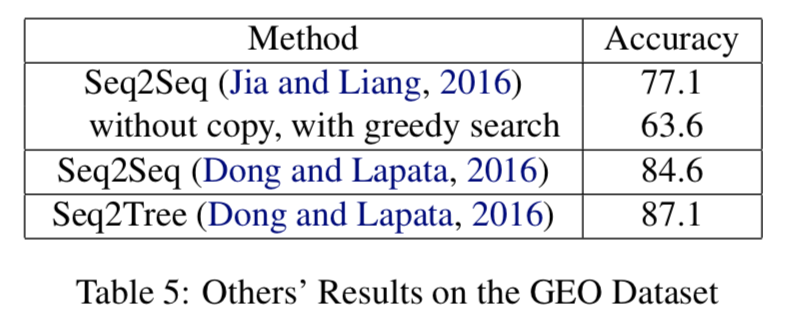 Method Accuracy
Seq2Seq (Jia and Liang, 2016) 77.1
without copy, with greedy search 63.6
Seq2Seq (Dong and Lapata, 2016) 84.6
Seq2Tree (Dong and Lapata, 2016) 87.1
Table 5: Others' Results on the GEO Dataset